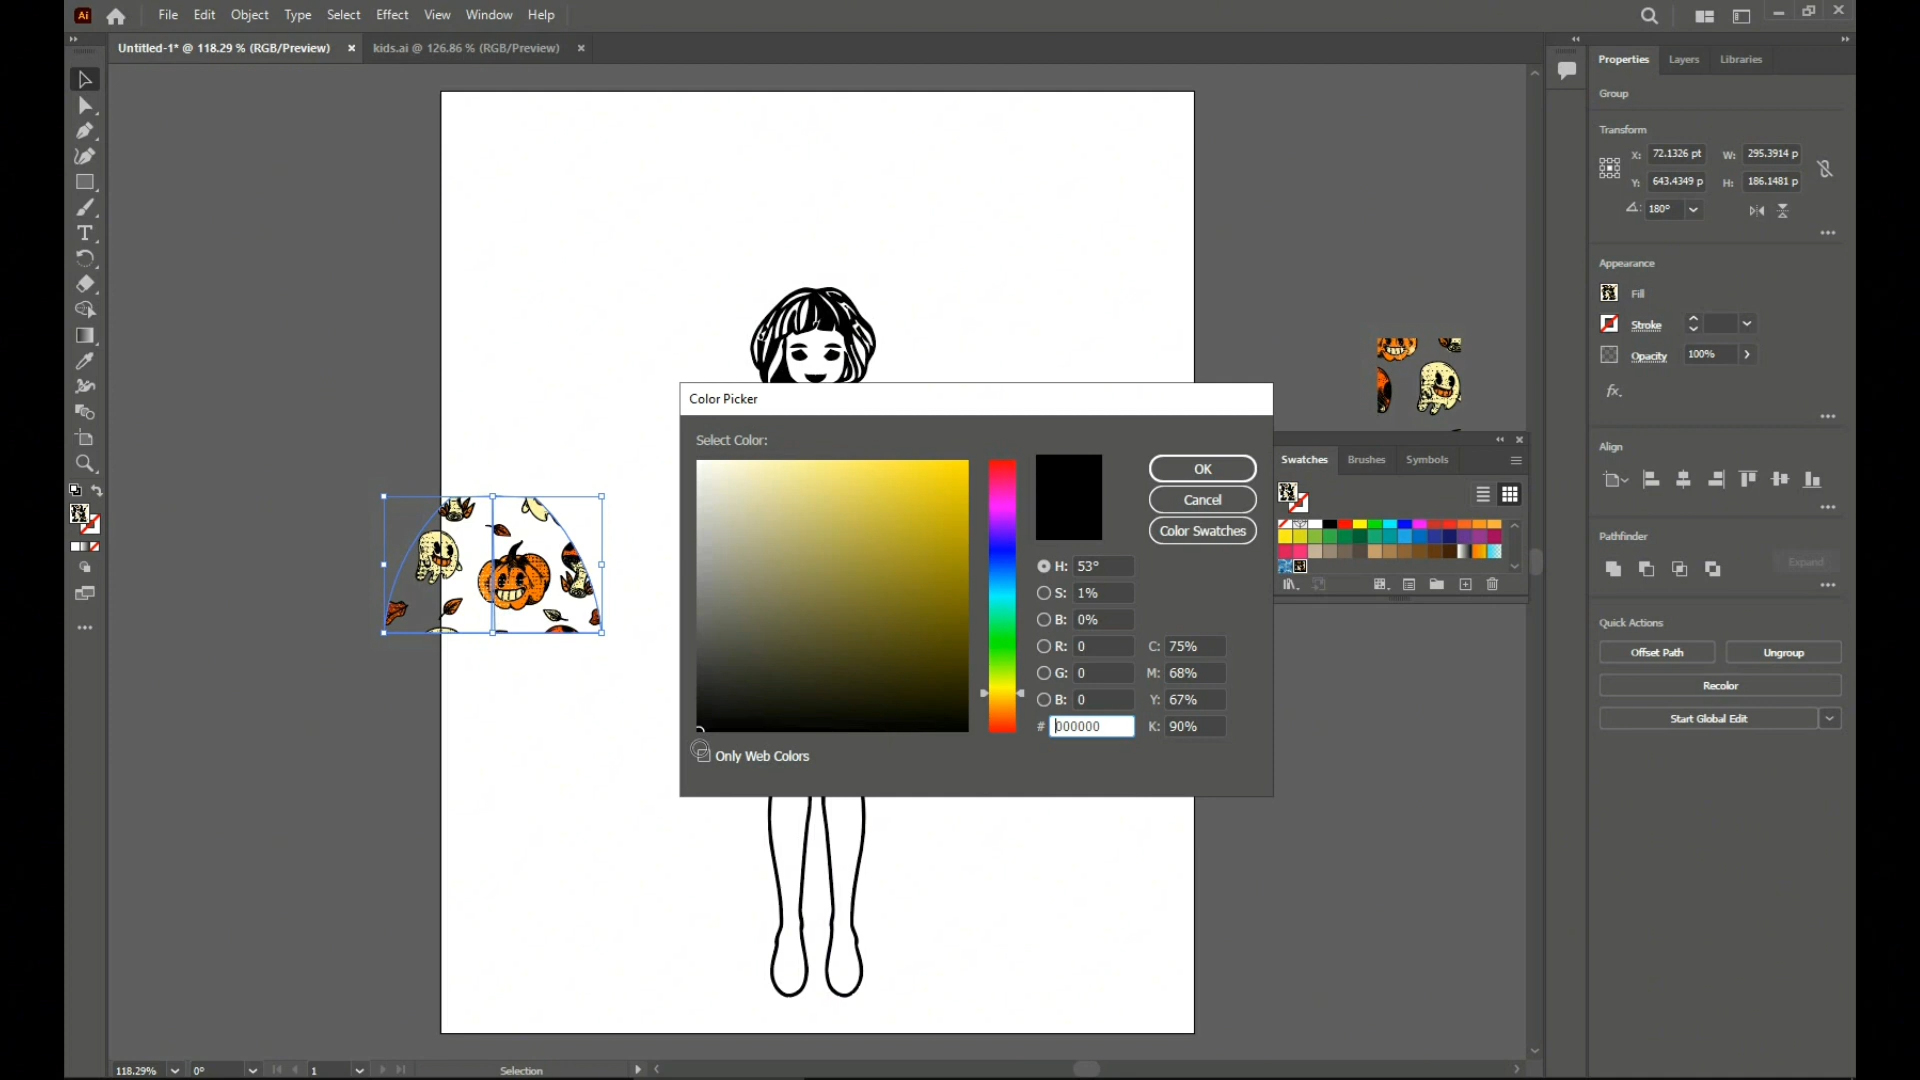 Ai File Edit Object Type Select Effect View Window Help
Untitled-1* @ 118.29 % (RGB/Preview) kids.ai @ 126.86 % (RGB/Preview)
Properties Layers Libraries
Group
Transform
X: 72.1326 pt W: 295.3914 p
Y: 643.4349 p H: 186.1481 p
180°
Appearance
Fill
Stroke
Opacity 100%
fx.
Align
Pathfinder
Expand
Quick Actions
Offset Path Ungroup
Recolor
Start Global Edit
Color Picker
Select Color:
OK
Cancel
Color Swatches
H: 53°
S: 1%
B: 0%
R: 0 C: 75%
G: 0 M: 68%
B: 0 Y: 67%
# 000000 K: 90%
Only Web Colors
Swatches Brushes Symbols
118.29% 0° 1 Selection